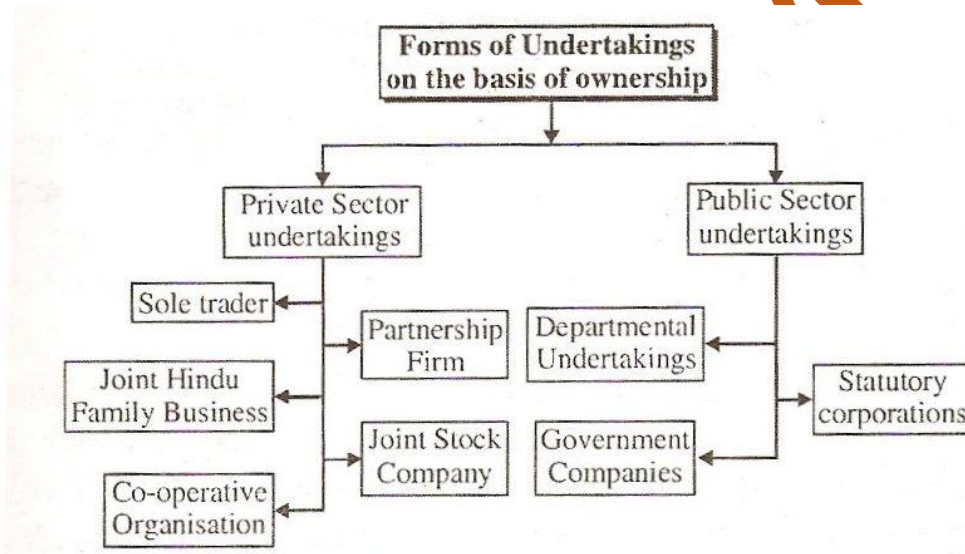 Forms of Undertakings
on the basis of ownership
Private Sector
undertakings
Public Sector
undertakings
Sole trader
Partnership
Firm
Joint Hindu
Family Business
Joint Stock
Company
Co-operative
Organisation
Departmental
Undertakings
Statutory
corporations
Government
Companies